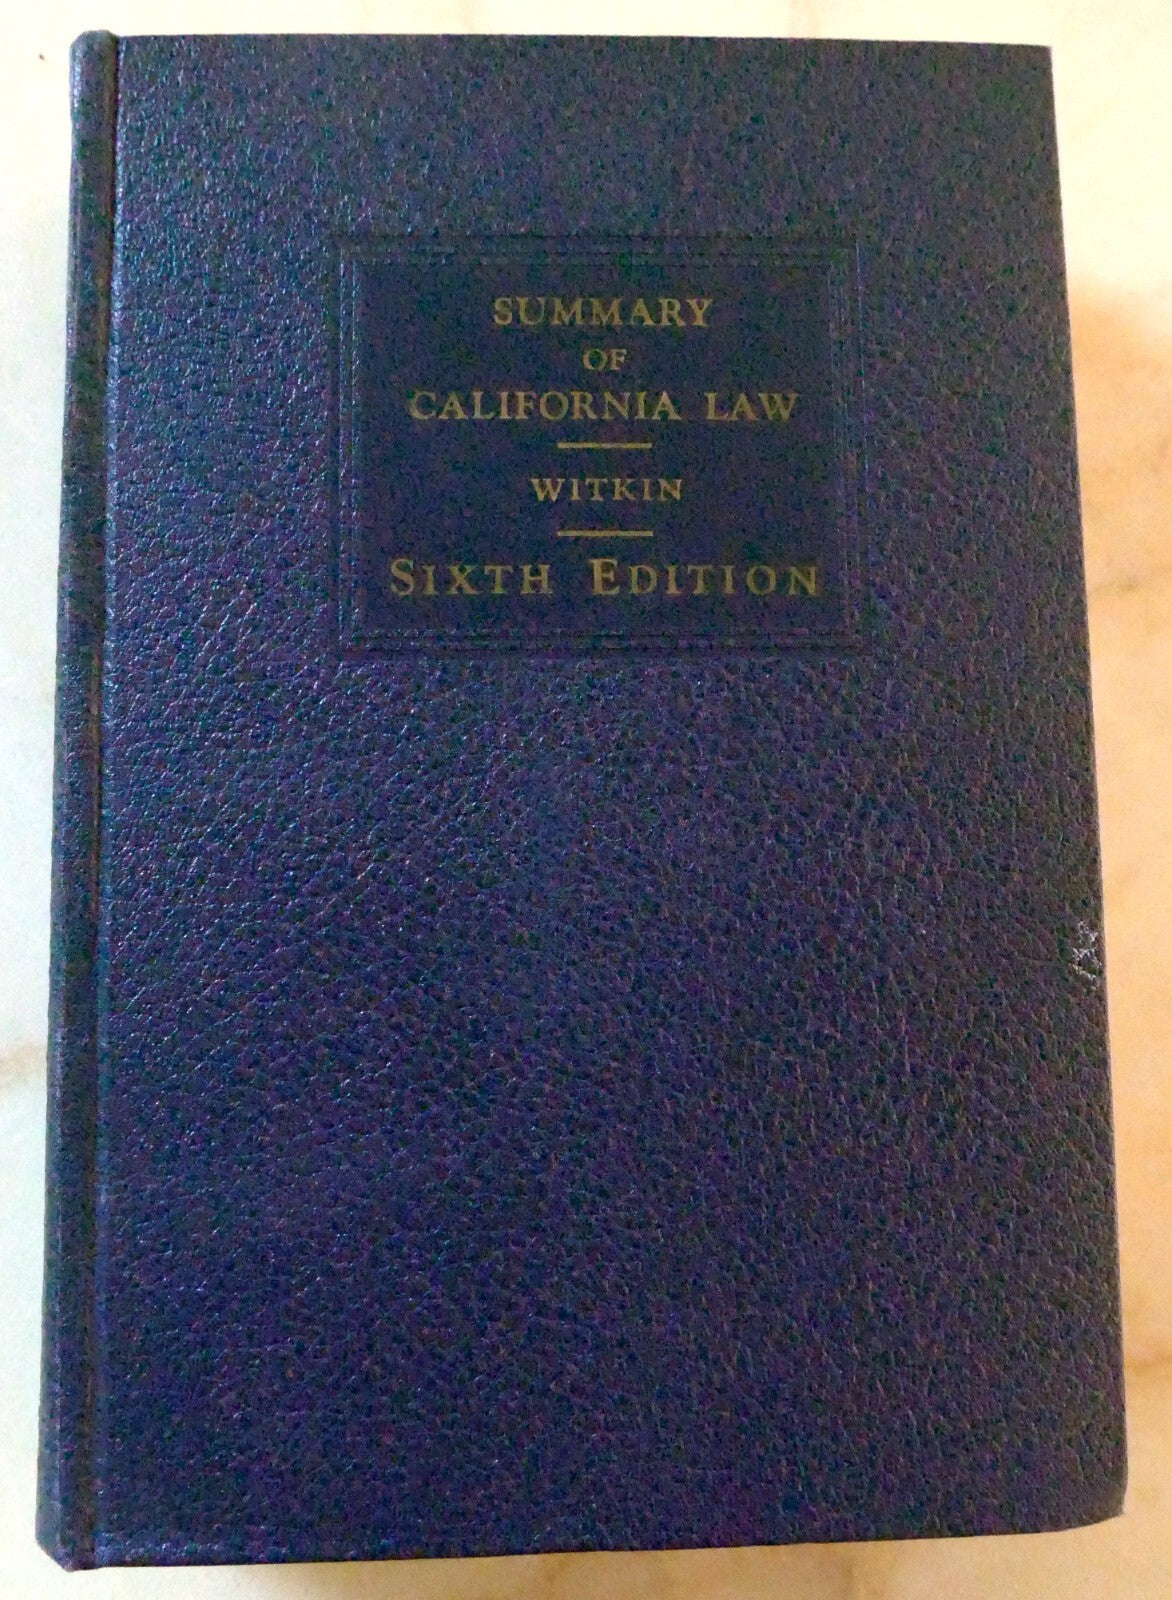 SUMMARY
OF
CALIFORNIA LAW
WITKIN
SIXTH EDITION